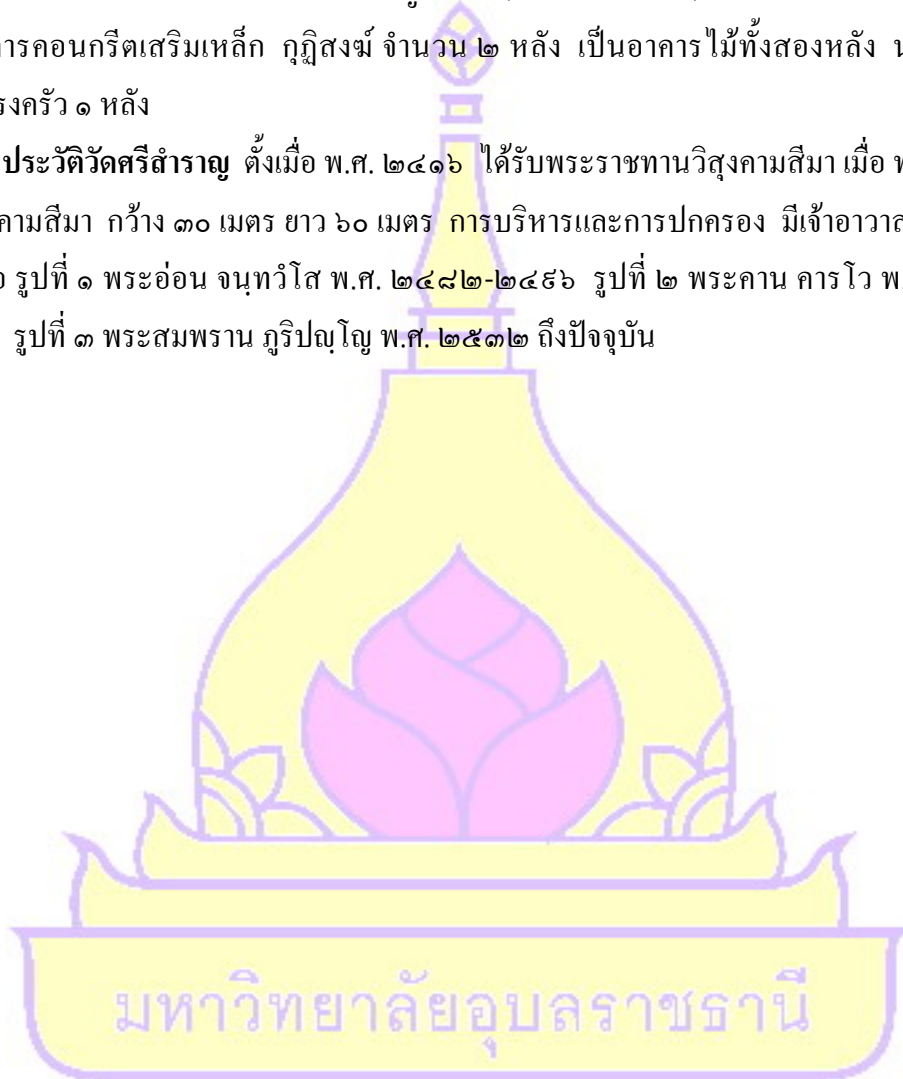 ารคอนกรีตเสริมเหล็ก กุฏิสงฆ์ จำนวน ๒ หลัง เป็นอาคารไม้ทั้งสองหลัง
รงครัว ๑ หลัง
ประวัติวัดศรีสำราญ ตั้งเมื่อ พ.ศ. ๒๔๑๖ ได้รับพระราชทานวิสุงคามสีมา เมื่อ
คามสีมา กว้าง ๓๐ เมตร ยาว ๖๐ เมตร การบริหารและการปกครอง มีเจ้าอาวาส
รูปที่ ๑ พระอ่อน จนฺทวํโส พ.ศ. ๒๔๘๒-๒๔๙๖ รูปที่ ๒ พระคาน คารโว พ.
รูปที่ ๓ พระสมพราน ภูริปญฺโญ พ.ศ. ๒๕๓๒ ถึงปัจจุบัน
มหาวิทยาลัยอุบลราชธานี